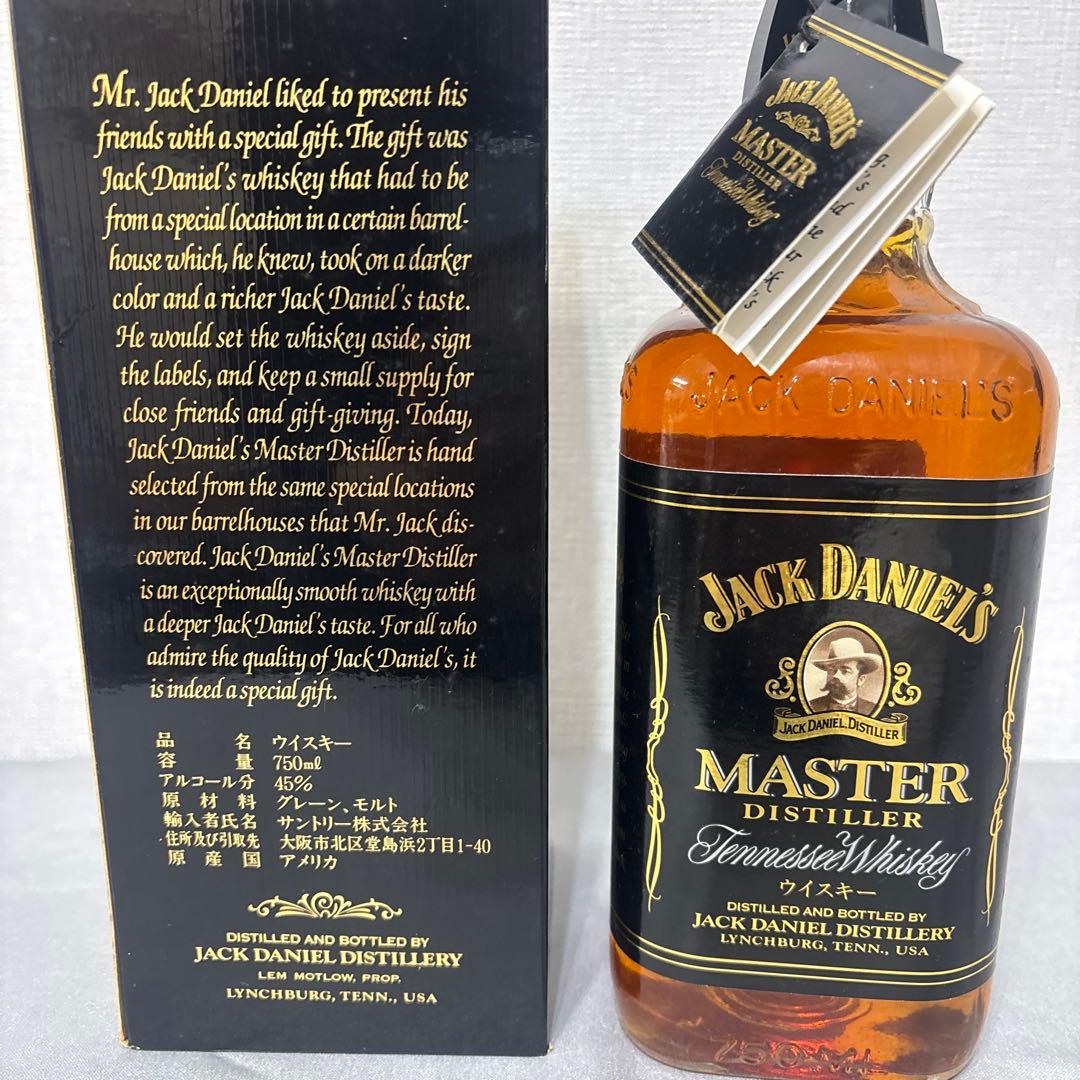 Mr. Jack Daniel liked to present his
friends with a special gift. The gift was
Jack Daniel's whiskey that had to be
from a special location in a certain barrel-
house which, he knew, took on a darker
color and a richer Jack Daniel's taste.
He would set the whiskey aside, sign
the labels, and keep a small supply for
close friends and gift-giving. Today,
Jack Daniel's Master Distiller is hand
selected from the same special locations
in our barrelhouses that Mr. Jack dis-
covered. Jack Daniel's Master Distiller
is an exceptionally smooth whiskey with
a deeper Jack Daniel's taste. For all who
admire the quality of Jack Daniel's, it
is indeed a special gift.
品名 ウイスキー
容量 750mℓ
アルコール分 45%
原材料 グレーン、モルト
輸入者氏名 サントリー株式会社
住所及び引取先 大阪市北区堂島浜2丁目1-40
原産国 アメリカ
DISTILLED AND BOTTLED BY
JACK DANIEL DISTILLERY
LEM MOTLOW, PROP.
LYNCHBURG, TENN., USA
JACK DANIEL'S
MASTER
DISTILLER
Tennessee Whiskey
JACK DANIEL'S
JACK DANIEL'S
JACK DANIEL, DISTILLER
MASTER
DISTILLER
Tennessee Whiskey
ウイスキー
DISTILLED AND BOTTLED BY
JACK DANIEL DISTILLERY
LYNCHBURG, TENN., USA
750 ML